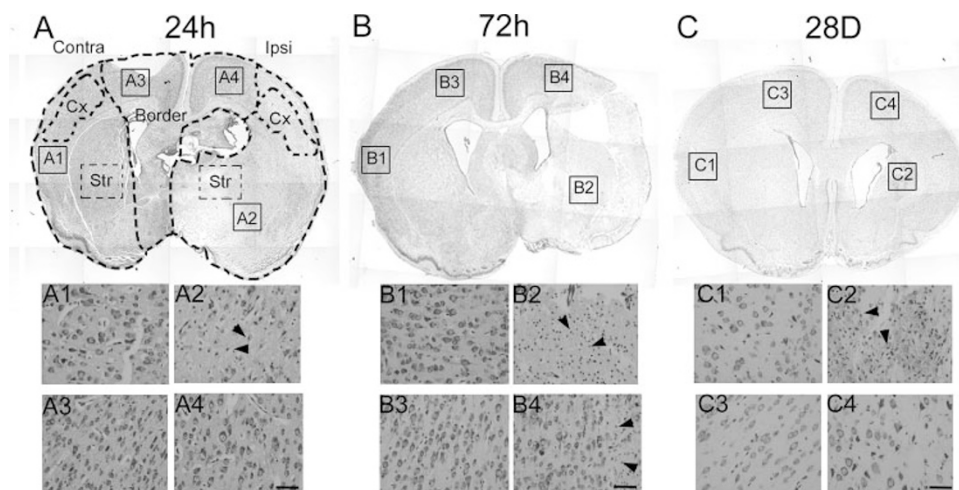 A 24h B 72h C 28D
Contra Ipsi
A3 A4 B3 B4 C3 C4
Cx Border Cx
A1 B1 C1 C2
Str Str B2
A2
A1 A2 B1 B2 C1 C2
A3 A4 B3 B4 C3 C4